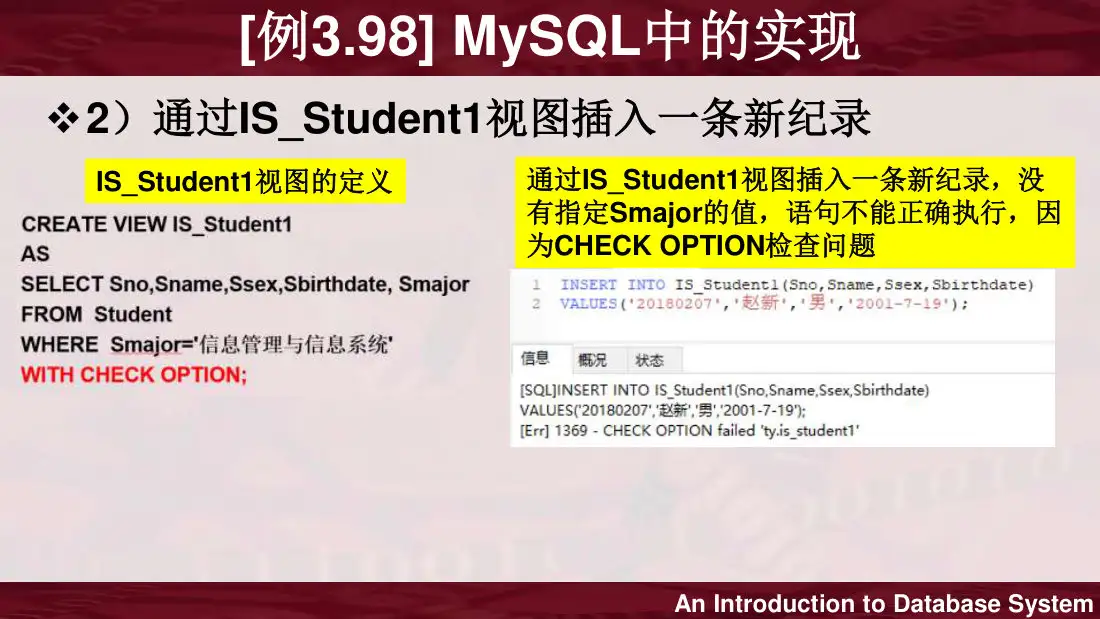 [例3.98] MySQL中的实现
❖2）通过IS_Student1视图插入一条新纪录
IS_Student1视图的定义
CREATE VIEW IS_Student1
AS
SELECT Sno,Sname,Ssex,Sbirthdate, Smajor
FROM Student
WHERE Smajor='信息管理与信息系统'
WITH CHECK OPTION;
通过IS_Student1视图插入一条新纪录，没
有指定Smajor的值，语句不能正确执行，因
为CHECK OPTION检查问题
1 INSERT INTO IS_Student1(Sno,Sname,Ssex,Sbirthdate)
2 VALUES('20180207','赵新','男','2001-7-19');
信息 概况 状态
[SQL]INSERT INTO IS_Student1(Sno,Sname,Ssex,Sbirthdate)
VALUES('20180207','赵新','男','2001-7-19');
[Err] 1369 - CHECK OPTION failed 'ty.is_student1'
An Introduction to Database System